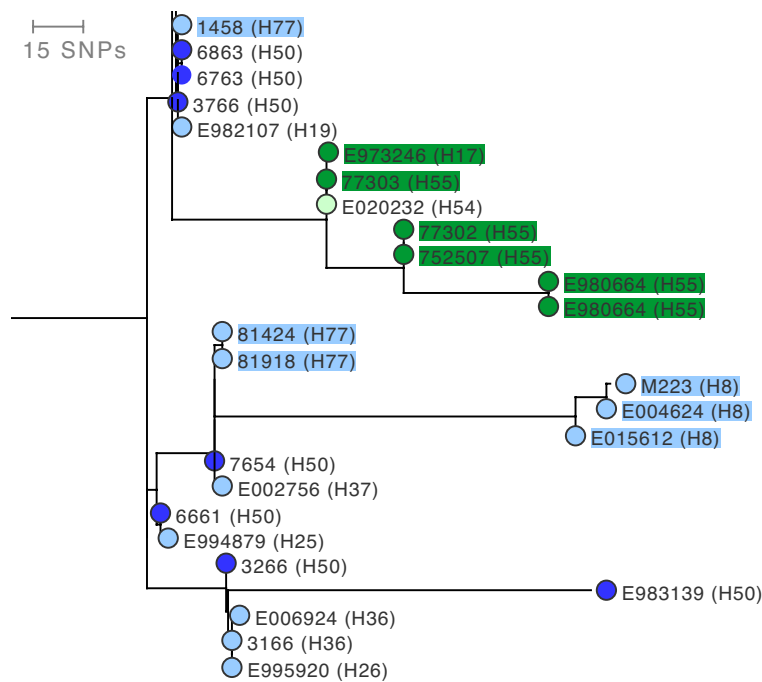 1458 (H77)
15 SNPs
6863 (H50)
6763 (H50)
3766 (H50)
E982107 (H19)
E973246 (H17)
77303 (H55)
E020232 (H54)
77302 (H55)
752507 (H55)
E980664 (H55)
E980664 (H55)
81424 (H77)
81918 (H77)
M223 (H8)
E004624 (H8)
E015612 (H8)
7654 (H50)
E002756 (H37)
6661 (H50)
E994879 (H25)
3266 (H50)
E983139 (H50)
E006924 (H36)
3166 (H36)
E995920 (H26)